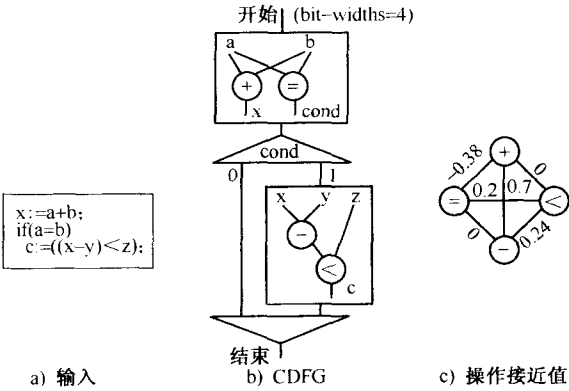 开始 (bit-widths=4)
a b
+ =
x cond
cond
0 1
x y z
-
<
c
结束
x:=a+b;
if(a=b)
c:=((x-y)<z);
-0.38 + 0
= 0.2 0.7 <
0 - 0.24
a) 输入 b) CDFG c) 操作接近值